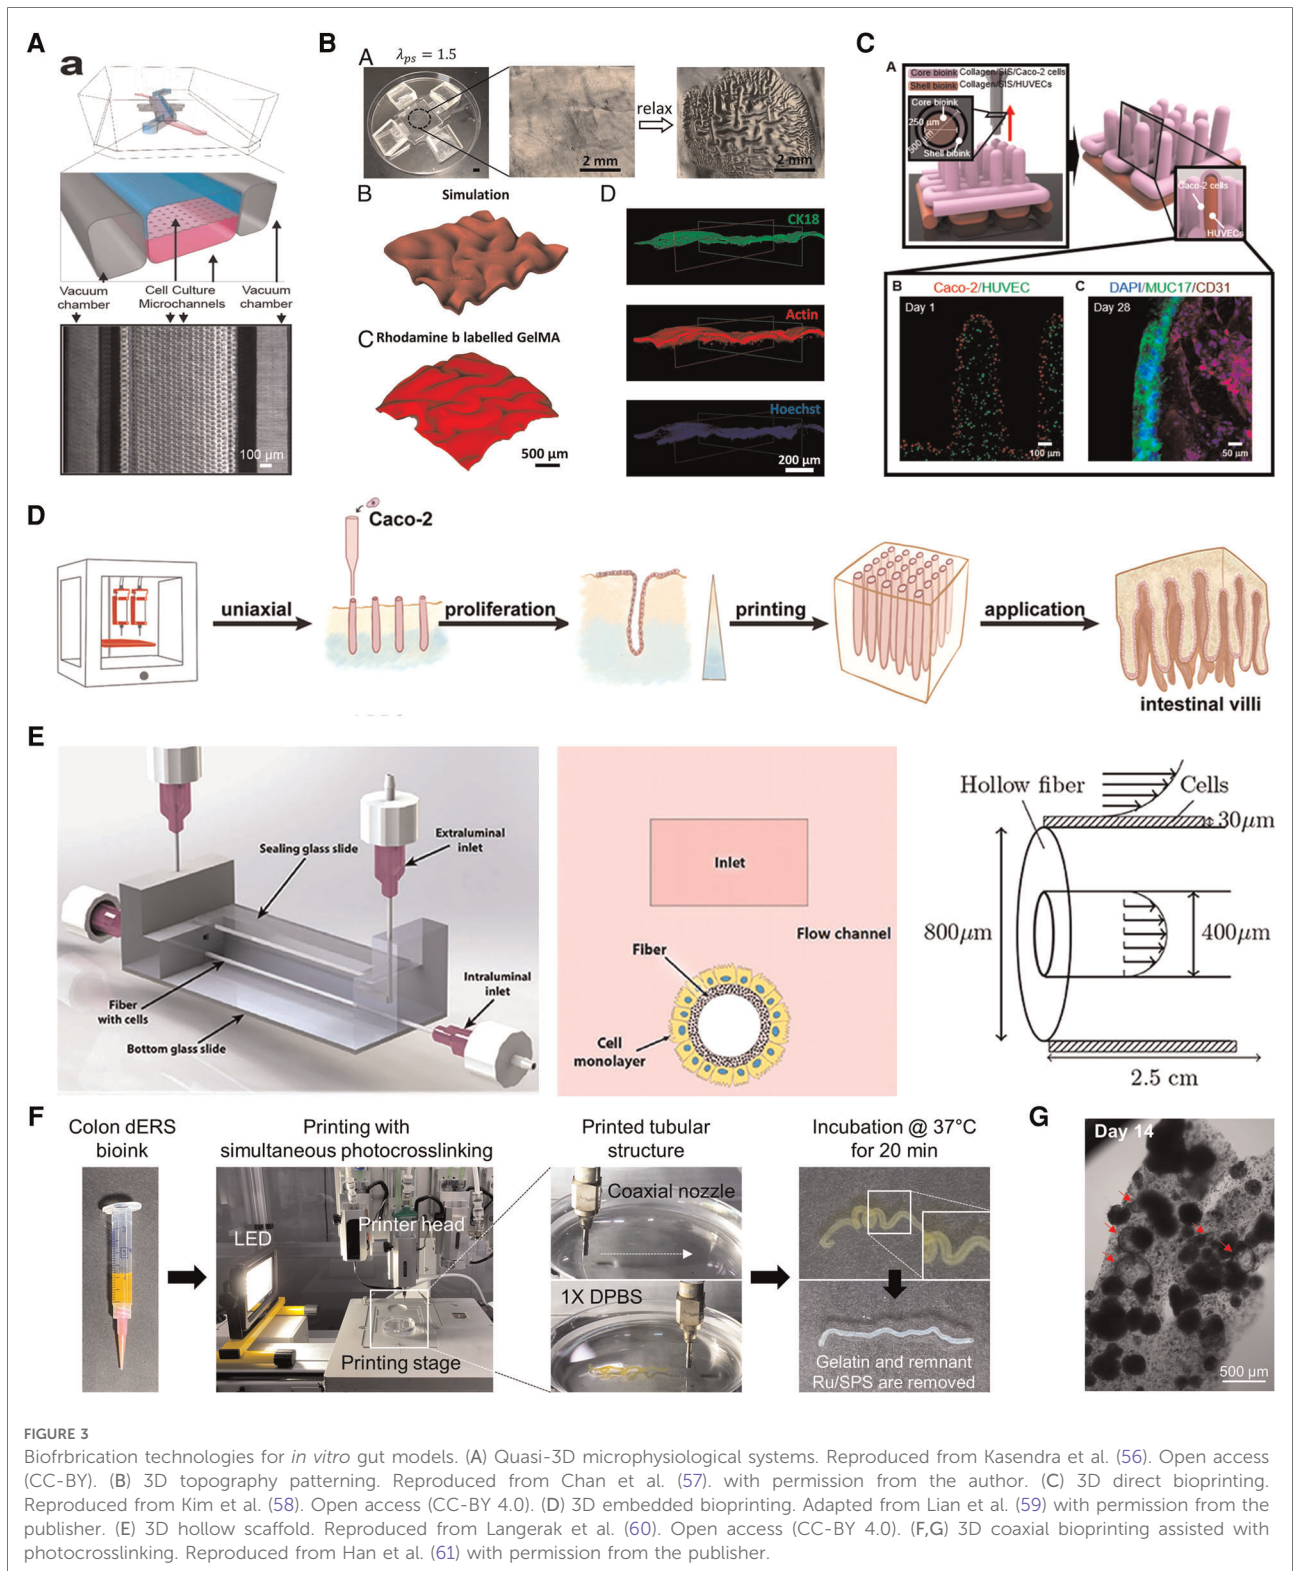 A
a
Vacuum
chamber
Cell Culture
Microchannels
Vacuum
chamber
100 µm
B
A
λps = 1.5
2 mm
relax
2 mm
B
Simulation
C
Rhodamine b labelled GelMA
500 µm
D
CK18
Actin
Hoechst
200 µm
C
A
Core bioink Collagen/SIS/Caco-2 cells
Shell bioink Collagen/SIS/HUVECs
Core bioink
250 µm
500 µm
Shell bioink
Caco-2 cells
HUVECs
B
Caco-2/HUVEC
Day 1
100 µm
C
DAPI/MUC17/CD31
Day 28
50 µm
D
uniaxial
Caco-2
proliferation
printing
application
intestinal villi
E
Sealing glass slide
Extraluminal
inlet
Intraluminal
inlet
Fiber
with cells
Bottom glass slide
Inlet
Flow channel
Fiber
Cell
monolayer
Hollow fiber
Cells
30µm
800µm
400µm
2.5 cm
F
Colon dERS
bioink
Printing with
simultaneous photocrosslinking
LED
Printer head
Printing stage
Printed tubular
structure
Coaxial nozzle
1X DPBS
Incubation @ 37°C
for 20 min
Gelatin and remnant
Ru/SPS are removed
G
Day 14
500 µm
FIGURE 3
Biofrbrication technologies for in vitro gut models. (A) Quasi-3D microphysiological systems. Reproduced from Kasendra et al. (56). Open access
(CC-BY). (B) 3D topography patterning. Reproduced from Chan et al. (57). with permission from the author. (C) 3D direct bioprinting.
Reproduced from Kim et al. (58). Open access (CC-BY 4.0). (D) 3D embedded bioprinting. Adapted from Lian et al. (59) with permission from the
publisher. (E) 3D hollow scaffold. Reproduced from Langerak et al. (60). Open access (CC-BY 4.0). (F,G) 3D coaxial bioprinting assisted with
photocrosslinking. Reproduced from Han et al. (61) with permission from the publisher.